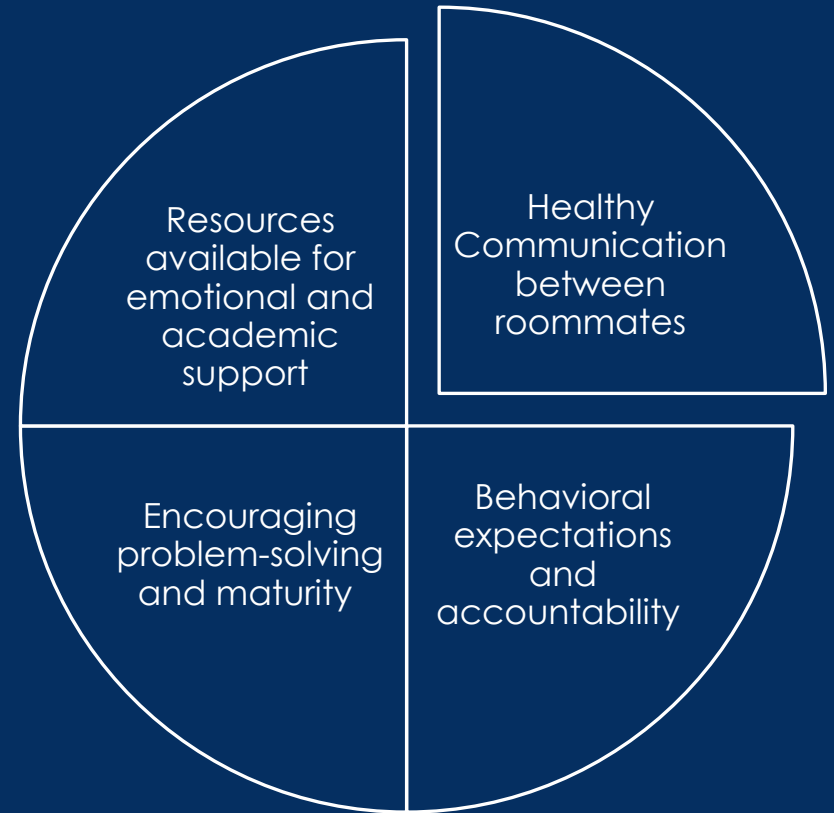 Resources
available for
emotional and
academic
support
Healthy
Communication
between
roommates
Encouraging
problem-solving
and maturity
Behavioral
expectations
and
accountability